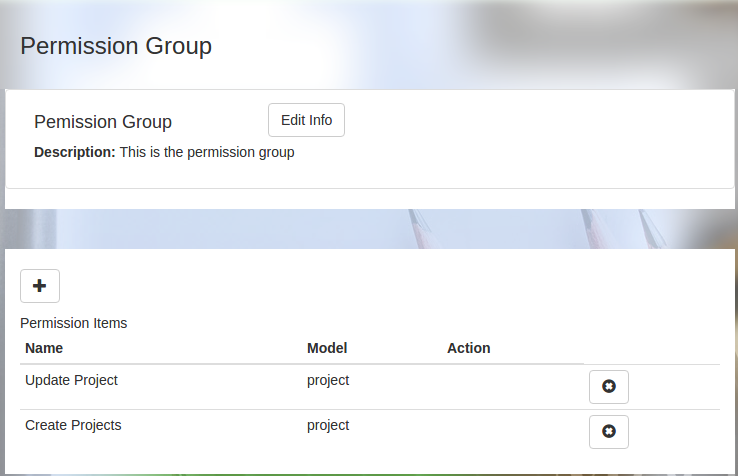 Permission Group
Pemission Group Edit Info
Description: This is the permission group
Permission Items
Name Model Action
Update Project project
Create Projects project